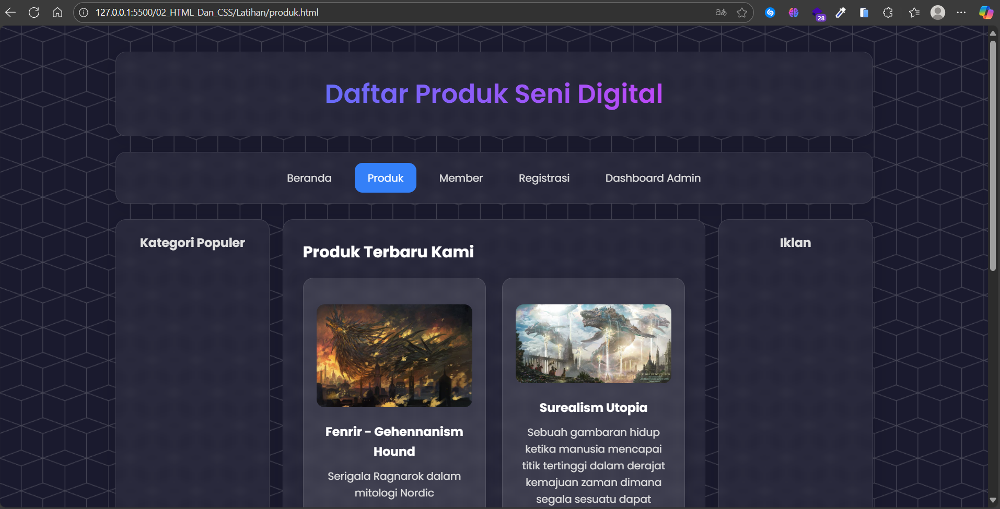 127.0.0.1:5500/02_HTML_Dan_CSS/Latihan/produk.html
28
Daftar Produk Seni Digital
Beranda
Produk
Member
Registrasi
Dashboard Admin
Kategori Populer
Produk Terbaru Kami
Iklan
Fenrir - Gehennanism
Hound
Serigala Ragnarok dalam
mitologi Nordic
Surealism Utopia
Sebuah gambaran hidup
ketika manusia mencapai
titik tertinggi dalam derajat
kemajuan zaman dimana
segala sesuatu dapat